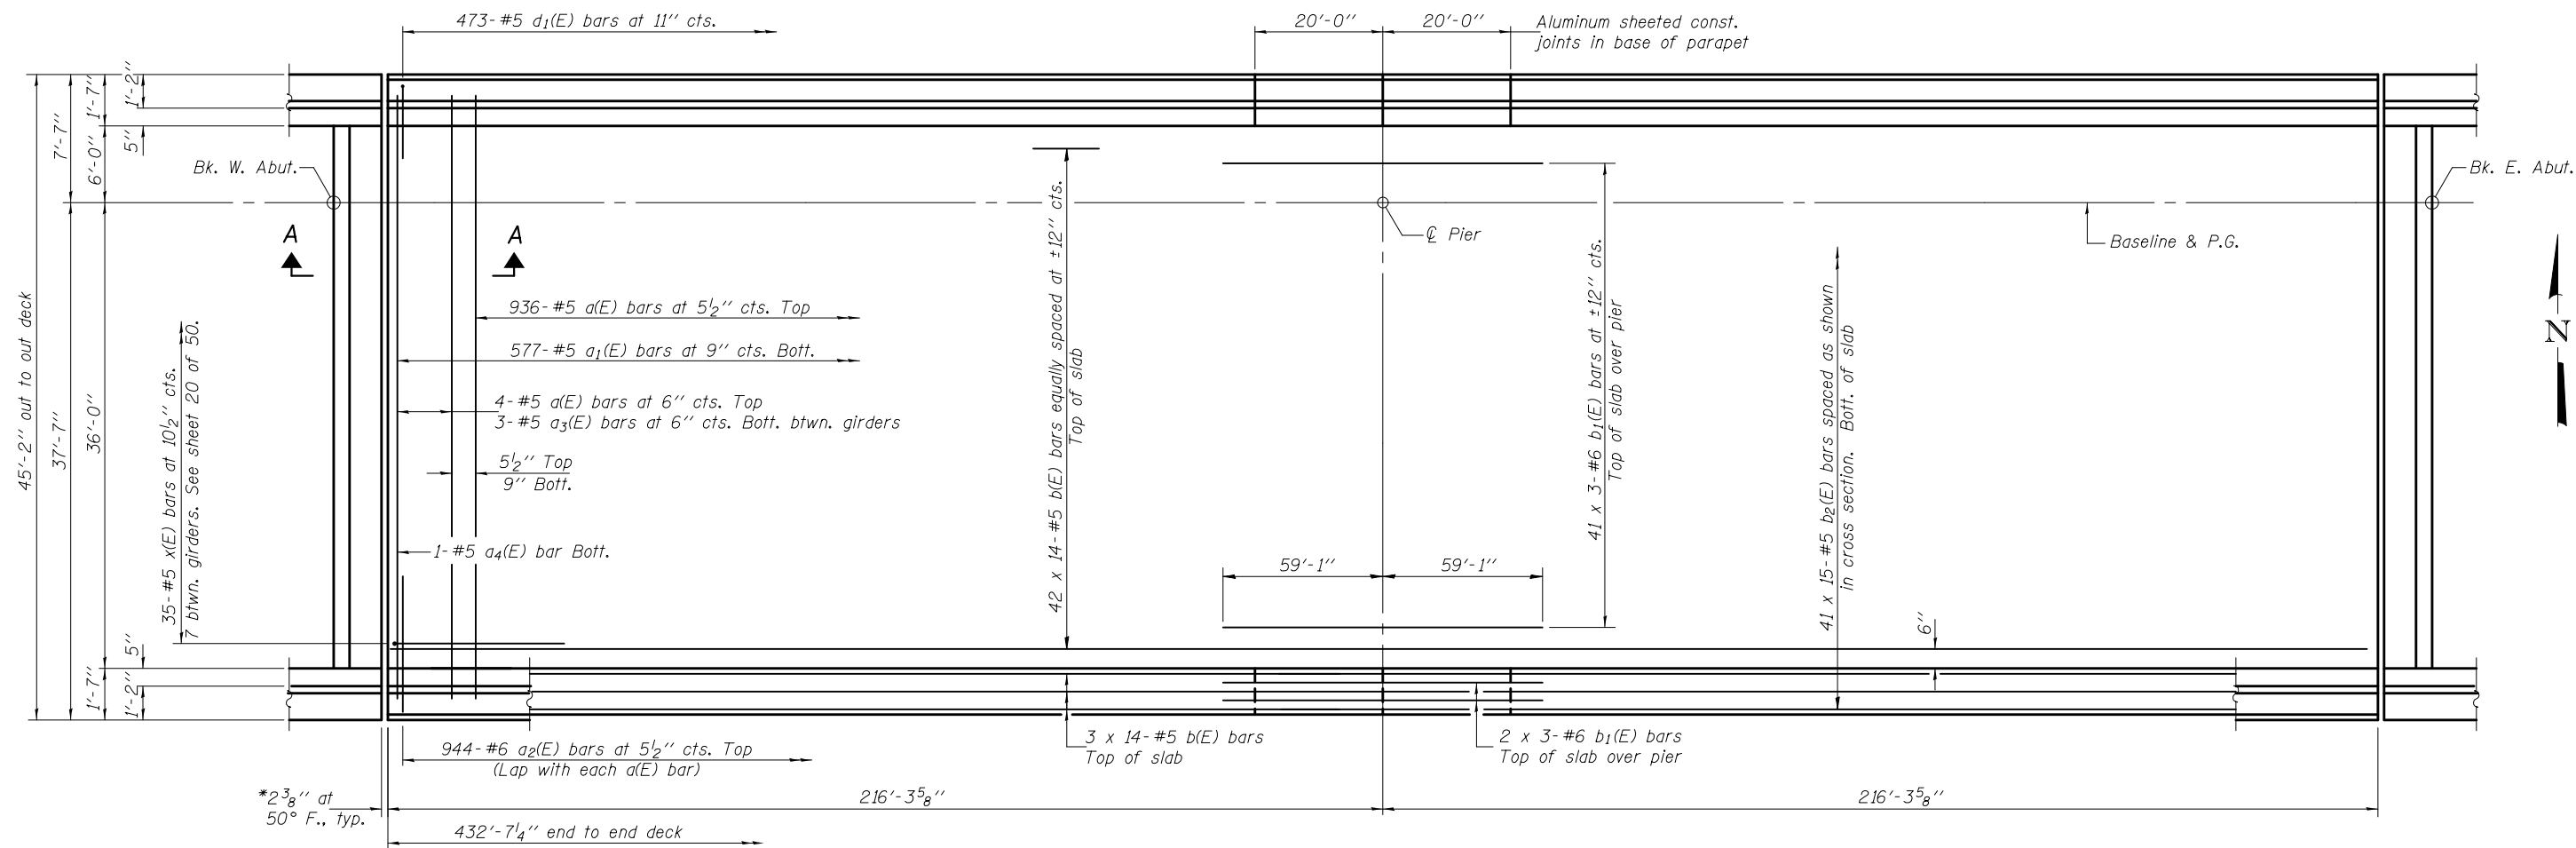 473-#5 d1(E) bars at 11" cts.
20'-0"
20'-0"
Aluminum sheeted const.
joints in base of parapet
45'-2" out to out deck
7'-7"
37'-7"
1'-7"
6'-0"
36'-0"
1'-7"
1'-2"
5"
5"
1'-2"
Bk. W. Abut.
Bk. E. Abut.
℄ Pier
Baseline & P.G.
A
A
N
936-#5 a(E) bars at 5½" cts. Top
577-#5 a1(E) bars at 9" cts. Bott.
4-#5 a(E) bars at 6" cts. Top
3-#5 a3(E) bars at 6" cts. Bott. btwn. girders
5½" Top
9" Bott.
1-#5 a4(E) bar Bott.
35-#5 x(E) bars at 10½" cts.
7 btwn. girders. See sheet 20 of 50.
42 x 14-#5 b(E) bars equally spaced at ±12" cts.
Top of slab
41 x 3-#6 b1(E) bars at ±12" cts.
Top of slab over pier
41 x 15-#5 b2(E) bars spaced as shown
in cross section. Bott. of slab
59'-1"
59'-1"
6"
3 x 14-#5 b(E) bars
Top of slab
2 x 3-#6 b1(E) bars
Top of slab over pier
944-#6 a2(E) bars at 5½" cts. Top
(Lap with each a(E) bar)
*2⅜" at
50° F., typ.
216'-3⅝"
216'-3⅝"
432'-7¼" end to end deck